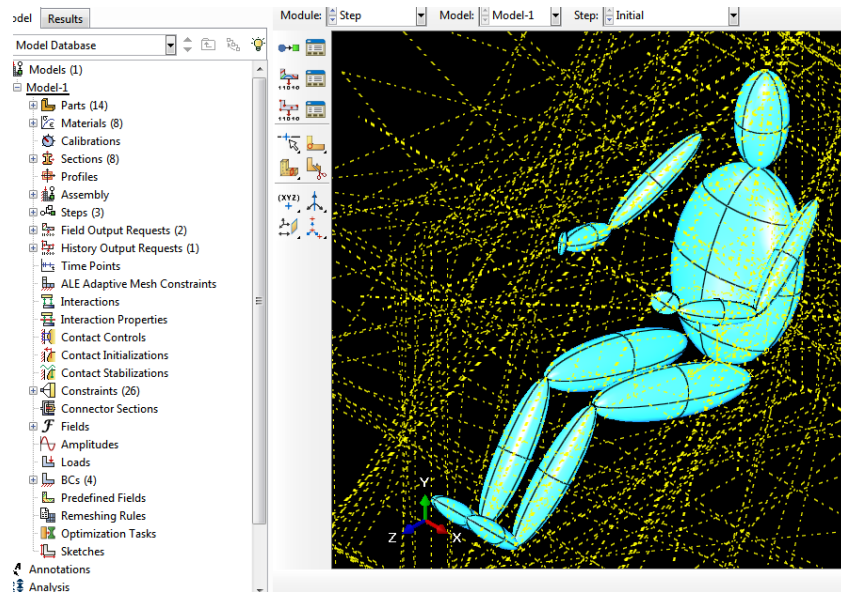 odel Results
Module: Step Model: Model-1 Step: Initial
Model Database
Models (1)
Model-1
Parts (14)
Materials (8)
Calibrations
Sections (8)
Profiles
Assembly
Steps (3)
Field Output Requests (2)
History Output Requests (1)
Time Points
ALE Adaptive Mesh Constraints
Interactions
Interaction Properties
Contact Controls
Contact Initializations
Contact Stabilizations
Constraints (26)
Connector Sections
Fields
Amplitudes
Loads
BCs (4)
Predefined Fields
Remeshing Rules
Optimization Tasks
Sketches
Annotations
Analysis
(XYZ)
Y
Z X